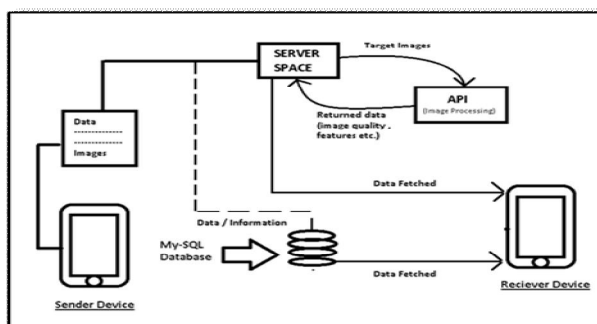 SERVER
SPACE
Target Images
API
(Image Processing)
Returned data
(image quality ,
features etc.)
Data
Images
Data Fetched
Data / Information
My-SQL
Database
Data Fetched
Sender Device
Reciever Device